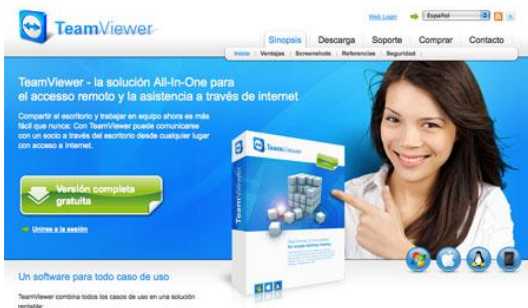 TeamViewer
Web Login
Español
Sinopsis Descarga Soporte Comprar Contacto
Inicio Ventajas Screenshots Referencias Seguridad
TeamViewer - la solución All-In-One para
el acceso remoto y la asistencia a través de internet
Compartir el escritorio y trabajar en equipo ahora es más
fácil que nunca: Con TeamViewer puede comunicarse
con un socio a través del escritorio desde cualquier lugar
con acceso a Internet.
Versión completa
gratuita
Unirse a la sesión
TeamViewer
TeamViewer
Un software para todo caso de uso
TeamViewer combina todos los casos de uso en una solución
rentable: